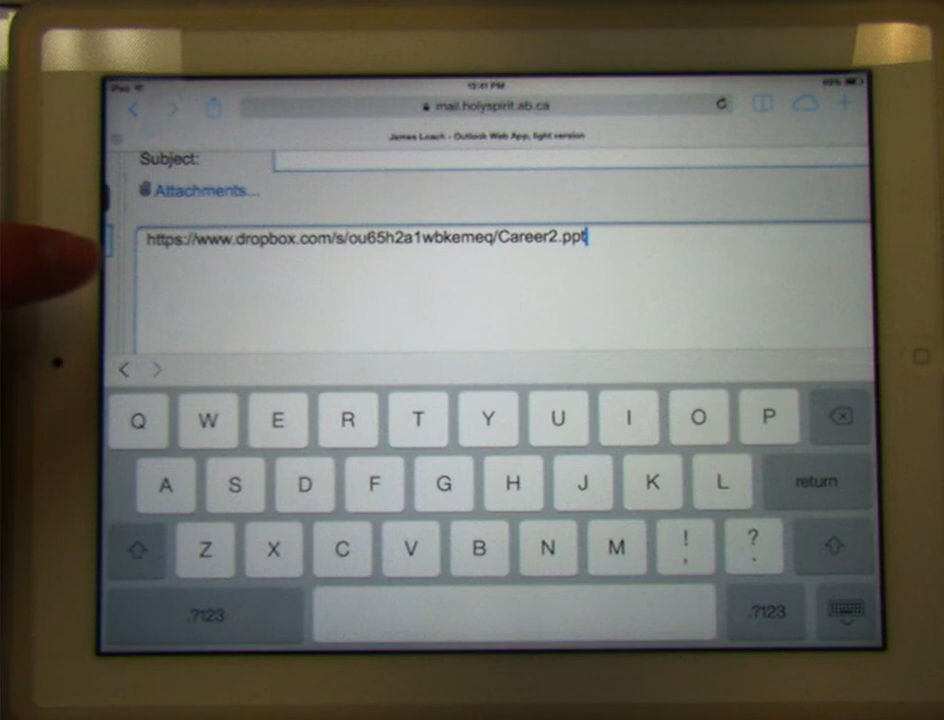 iPad 12:41 PM 89%
mail.holyspirit.ab.ca
James Loach - Outlook Web App, light version
Subject:
Attachments...
https://www.dropbox.com/s/ou65h2a1wbkemeq/Career2.ppt
Q W E R T Y U I O P
A S D F G H J K L return
Z X C V B N M ! , ? .
.?123 .?123